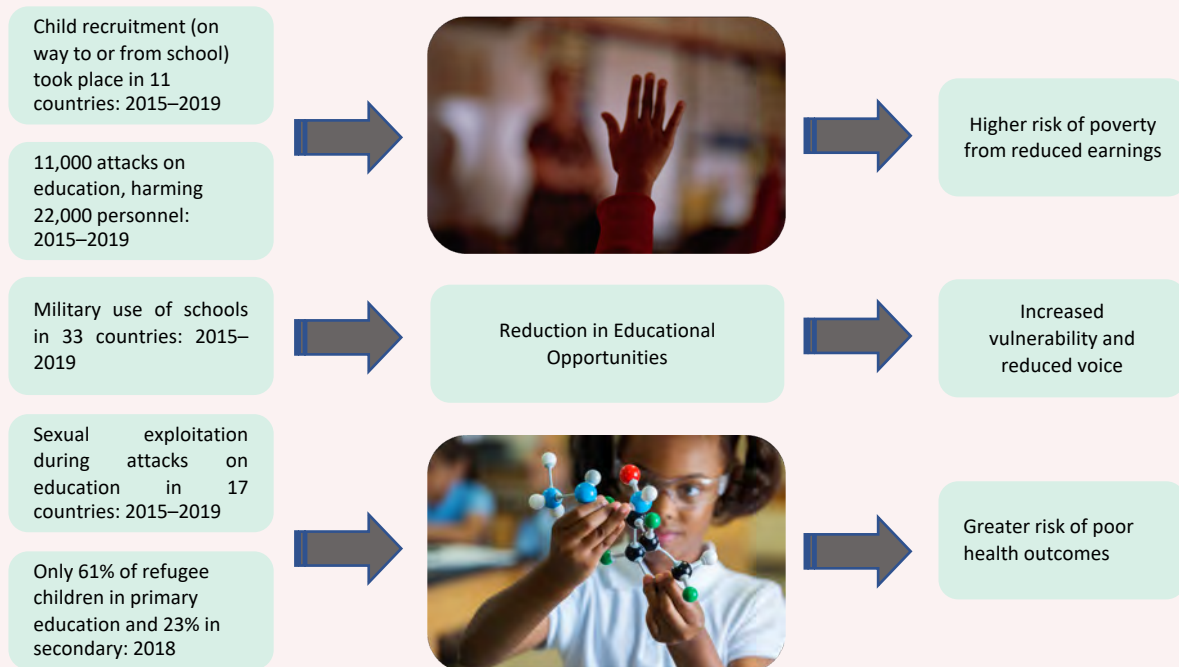 Child recruitment (on
way to or from school)
took place in 11
countries: 2015–2019
11,000 attacks on
education, harming
22,000 personnel:
2015–2019
Military use of schools
in 33 countries: 2015–
2019
Sexual exploitation
during attacks on
education in 17
countries: 2015–2019
Only 61% of refugee
children in primary
education and 23% in
secondary: 2018
Reduction in Educational
Opportunities
Higher risk of poverty
from reduced earnings
Increased
vulnerability and
reduced voice
Greater risk of poor
health outcomes